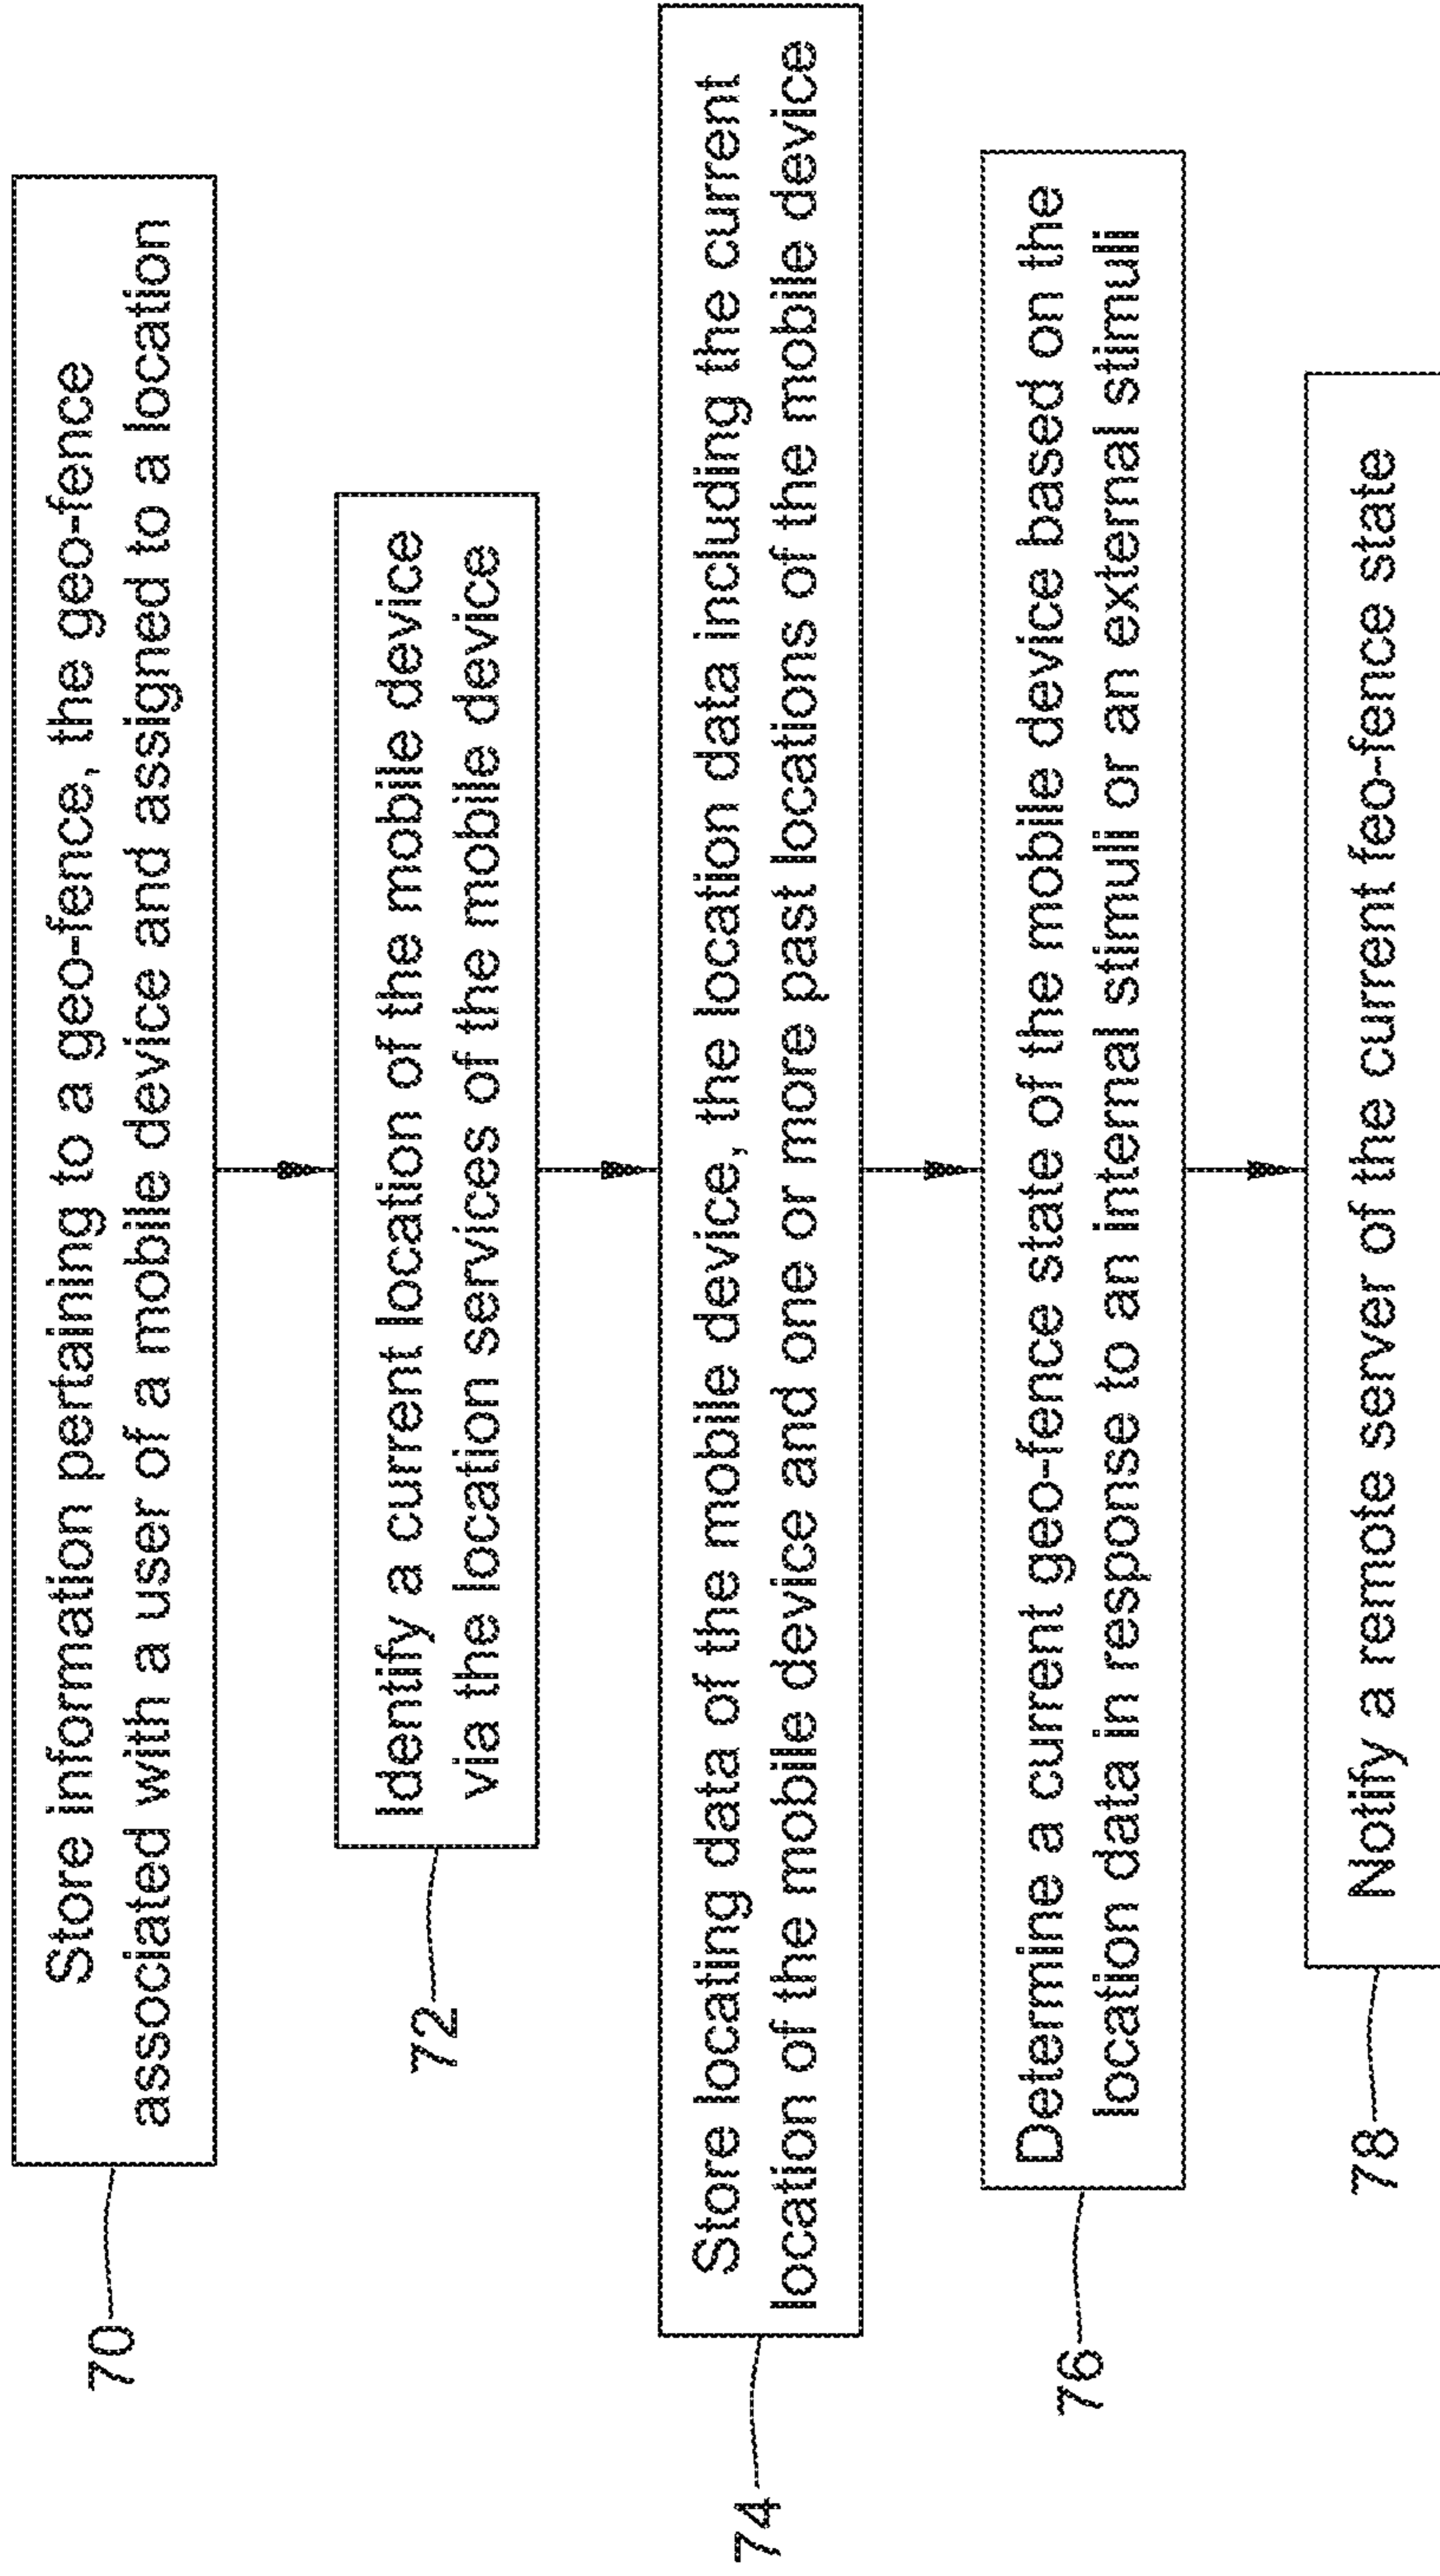 Store information pertaining to a geo-fence, the geo-fence
associated with a user of a mobile device and assigned to a location
70
Identify a current location of the mobile device
via the location services of the mobile device
72
Store locating data of the mobile device, the location data including the current
location of the mobile device and one or more past locations of the mobile device
74
Determine a current geo-fence state of the mobile device based on the
location data in response to an internal stimuli or an external stimuli
76
Notify a remote server of the current feo-fence state
78